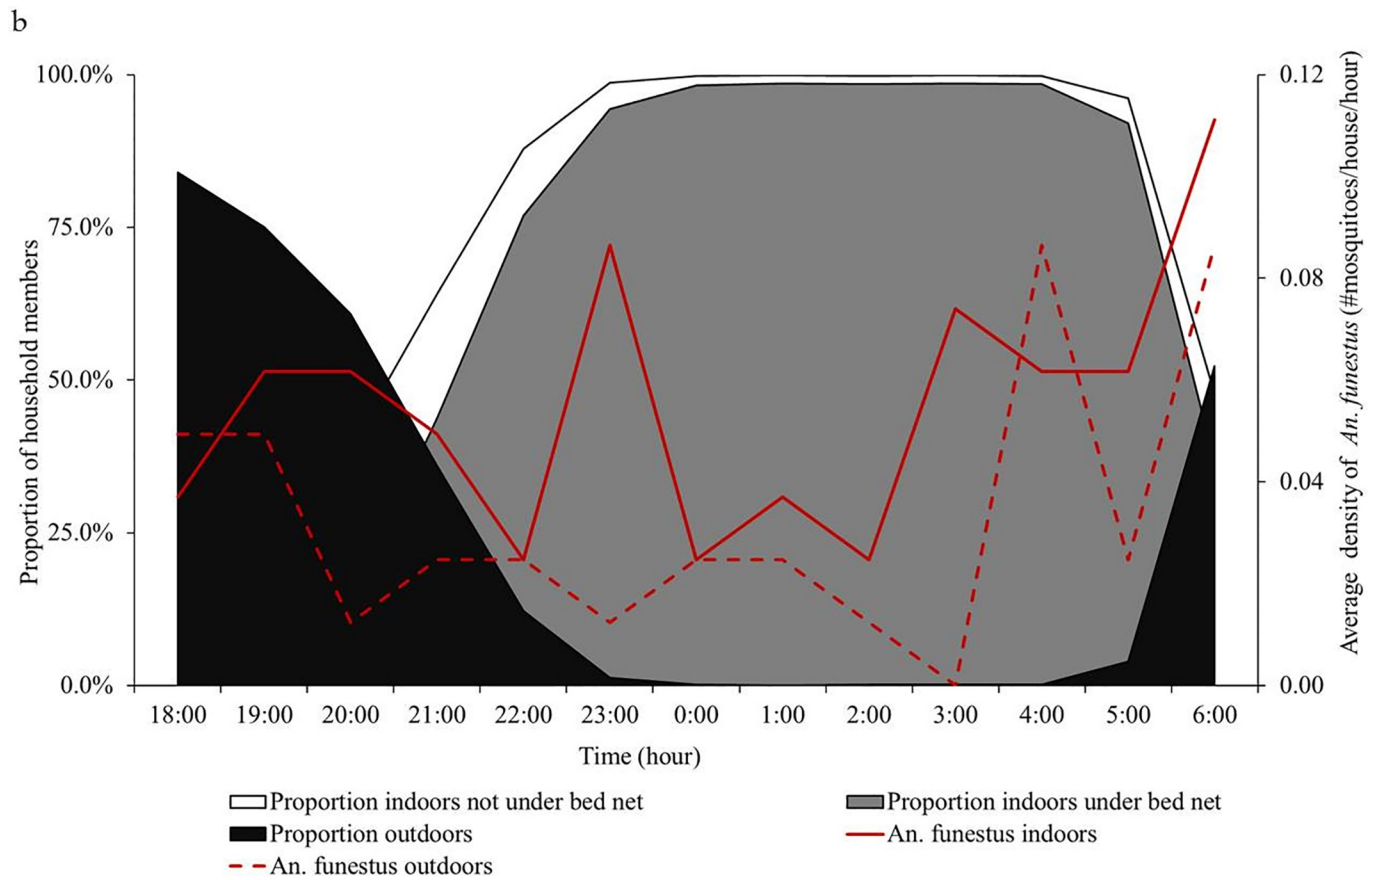 b
Proportion of household members
100.0%
75.0%
50.0%
25.0%
0.0%
0.12
0.08
0.04
0.00
Average density of An. funestus (#mosquitoes/house/hour)
18:00 19:00 20:00 21:00 22:00 23:00 0:00 1:00 2:00 3:00 4:00 5:00 6:00
Time (hour)
Proportion indoors not under bed net Proportion indoors under bed net
Proportion outdoors An. funestus indoors
An. funestus outdoors